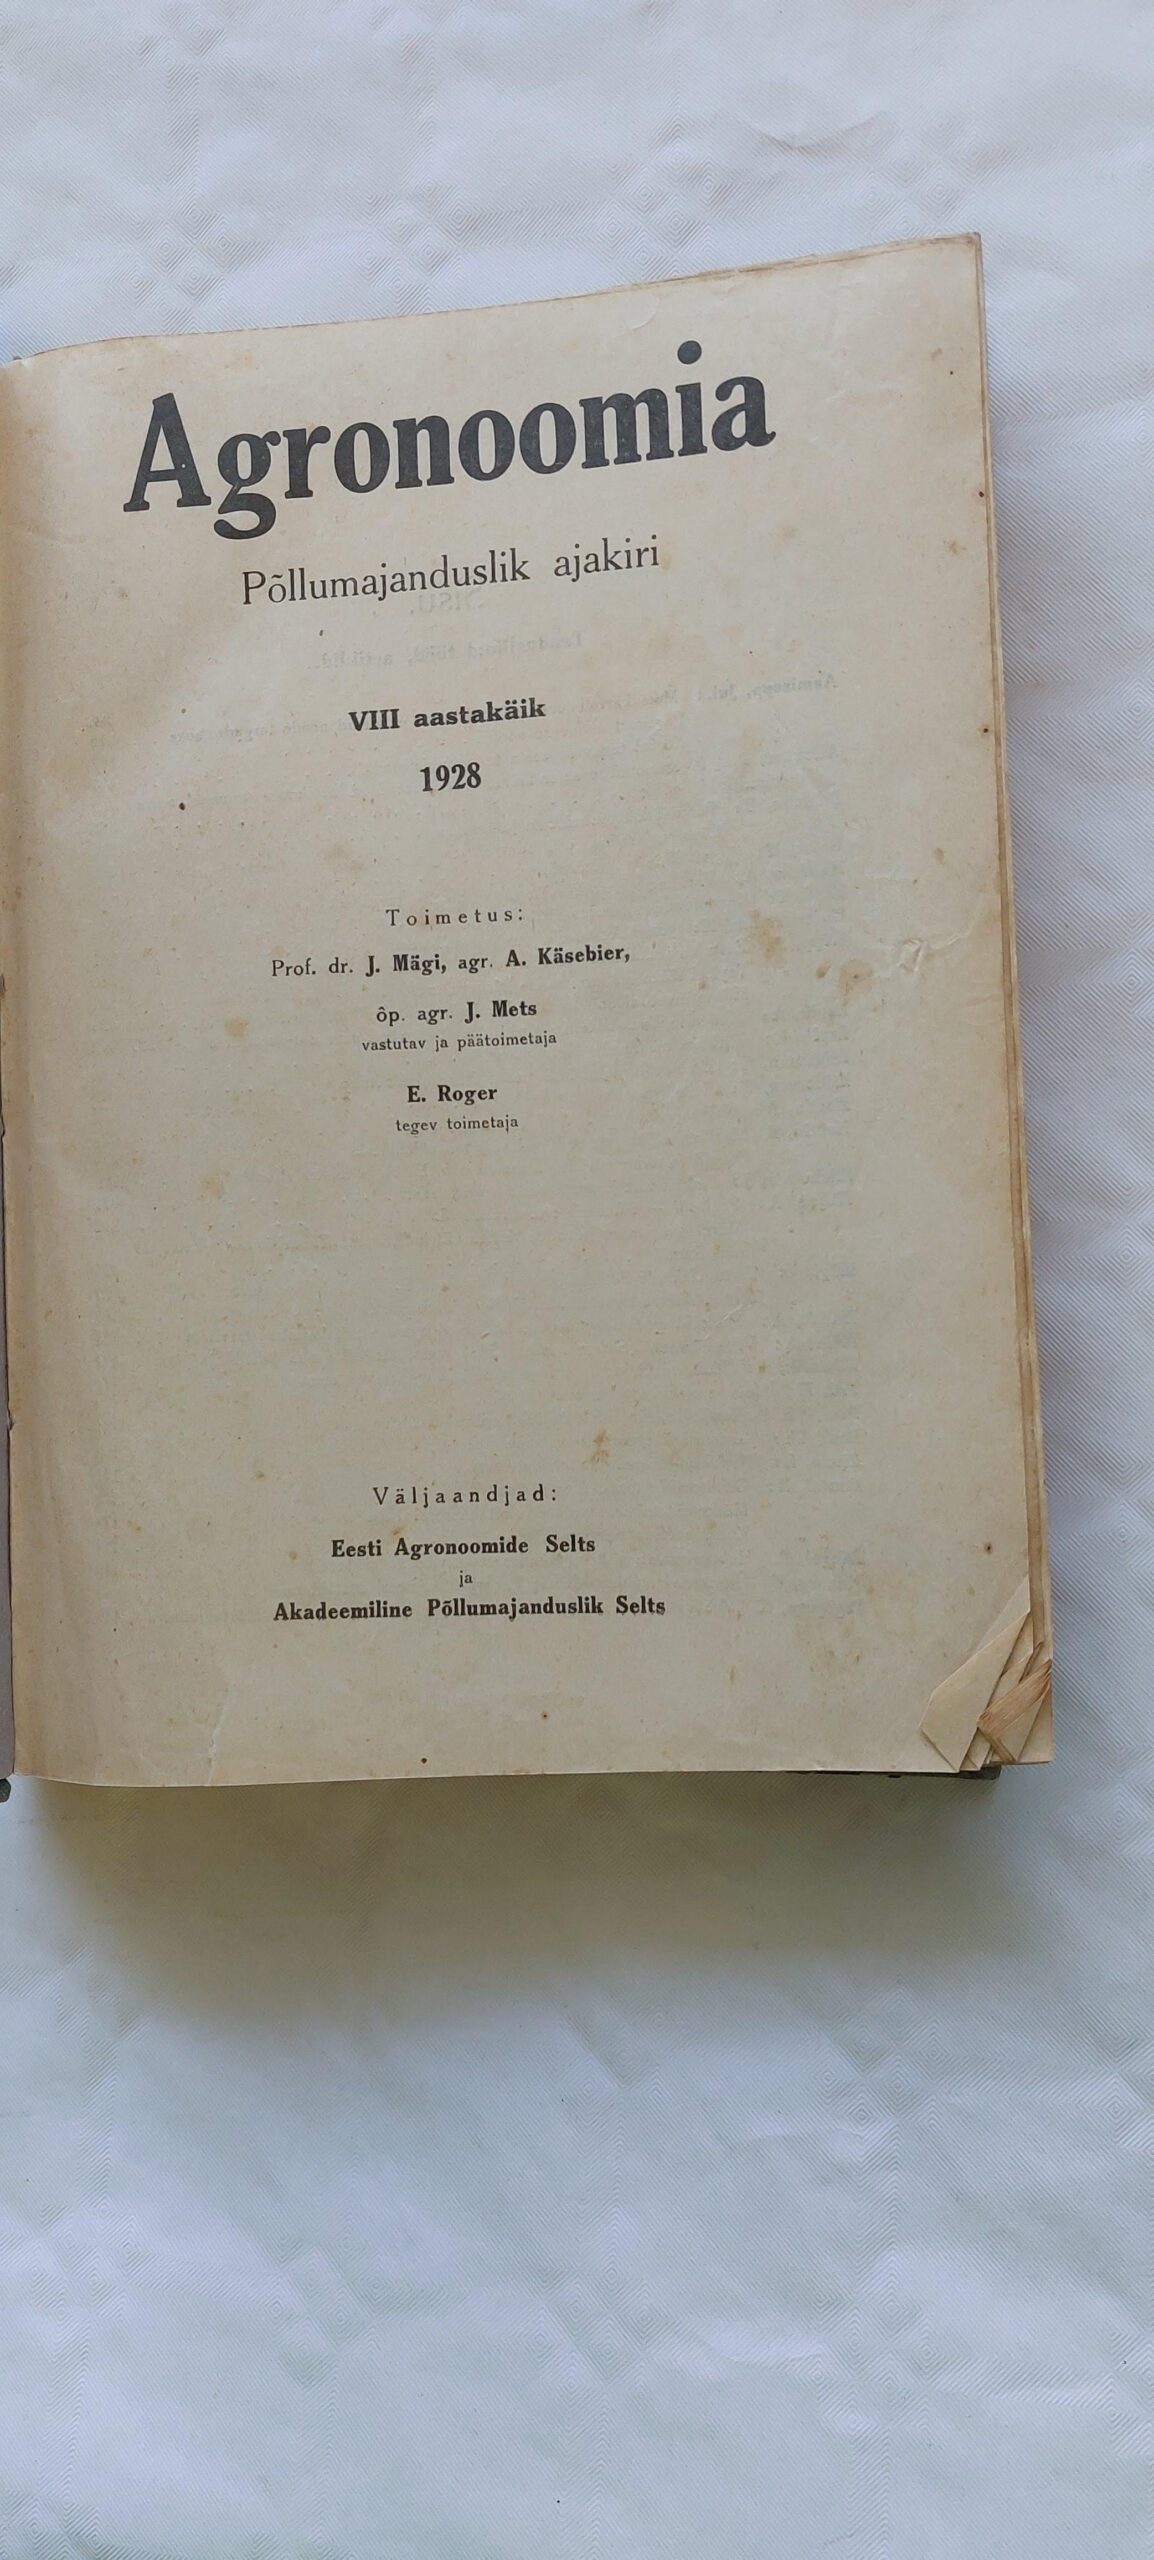 Agronoomia
Põllumajanduslik ajakiri
VIII aastakäik
1928
Toimetus:
Prof. dr. J. Mägi, agr. A. Käsebier,
ôp. agr. J. Mets
vastutav ja päätoimetaja
E. Roger
tegev toimetaja
Väljaandjad:
Eesti Agronoomide Selts
ja
Akadeemiline Põllumajanduslik Selts